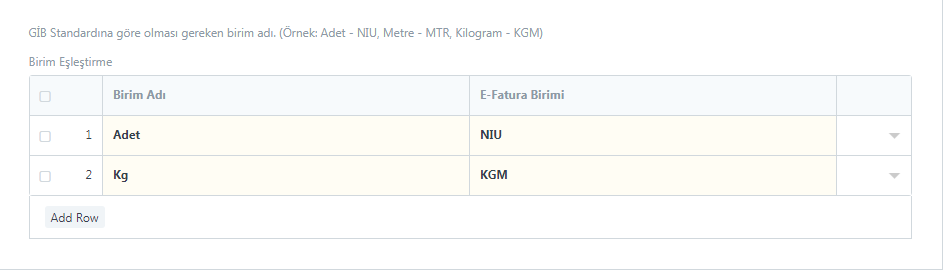 GİB Standardına göre olması gereken birim adı. (Örnek: Adet - NIU, Metre - MTR, Kilogram - KGM)
Birim Eşleştirme
Birim Adı E-Fatura Birimi
1 Adet NIU
2 Kg KGM
Add Row